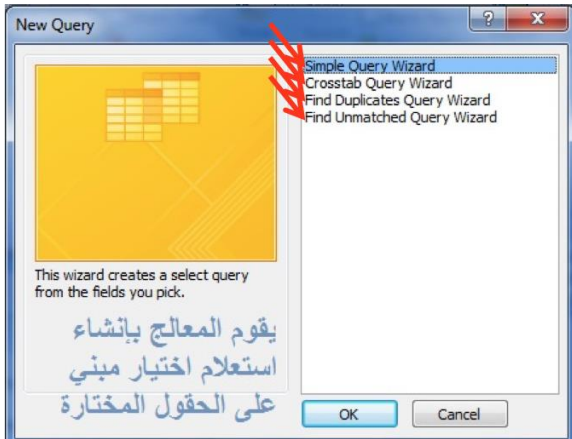 New Query
Simple Query Wizard
Crosstab Query Wizard
Find Duplicates Query Wizard
Find Unmatched Query Wizard
This wizard creates a select query
from the fields you pick.
يقوم المعالج بإنشاء
استعلام اختيار مبني
على الحقول المختارة
OK
Cancel